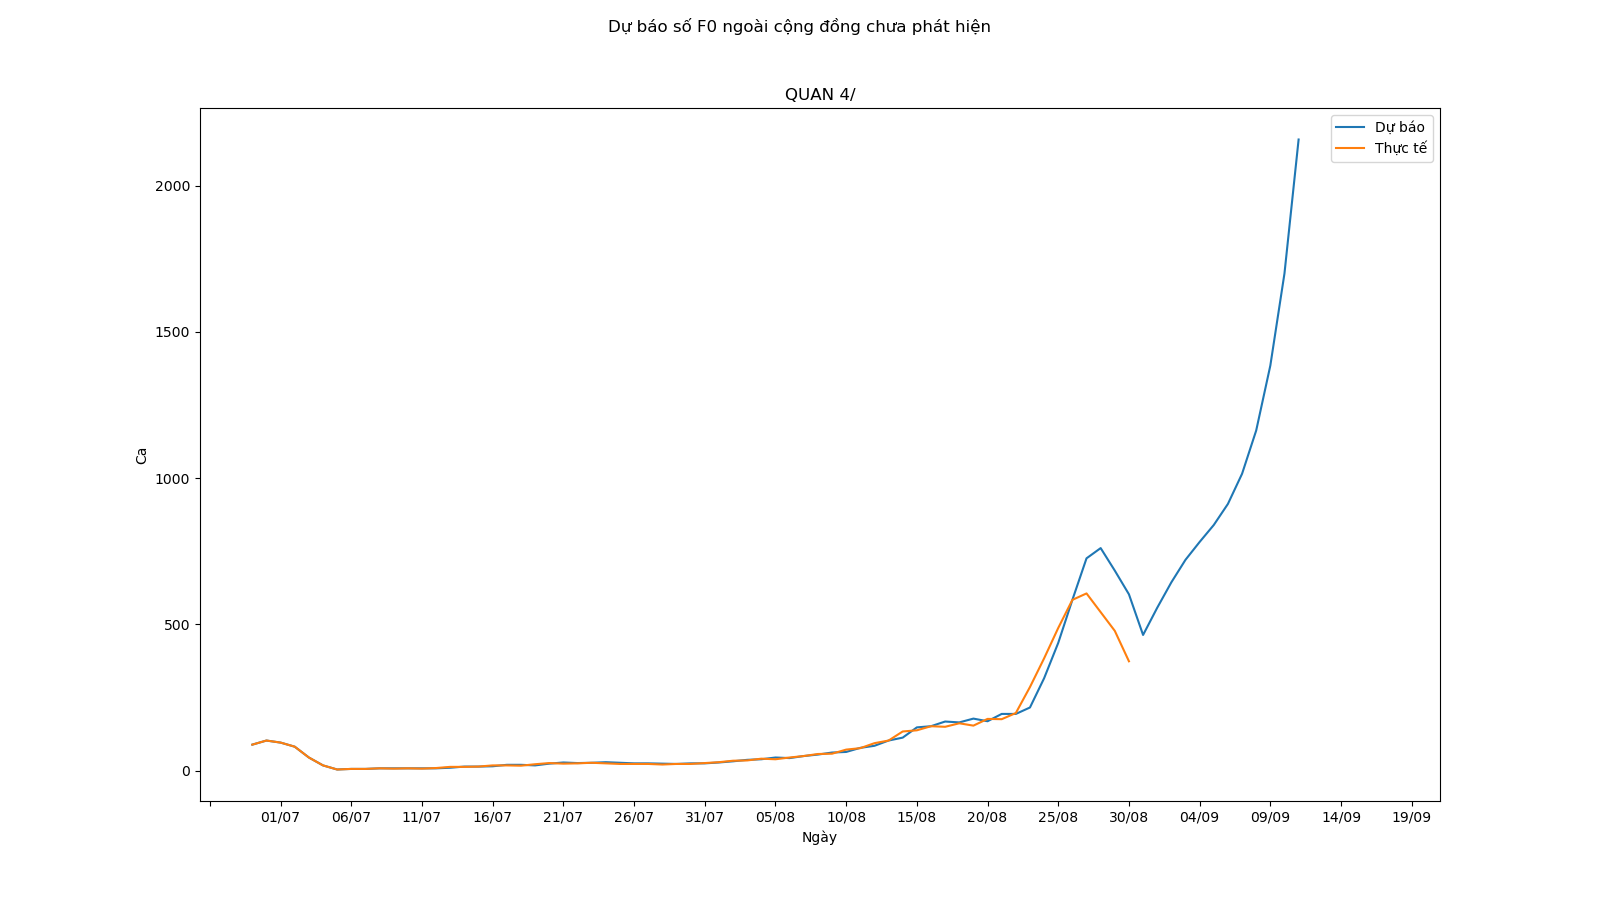 Dự báo số F0 ngoài cộng đồng chưa phát hiện
QUAN 4/
Dự báo
Thực tế
2000
1500
1000
500
0
Ca
01/07 06/07 11/07 16/07 21/07 26/07 31/07 05/08 10/08 15/08 20/08 25/08 30/08 04/09 09/09 14/09 19/09
Ngày